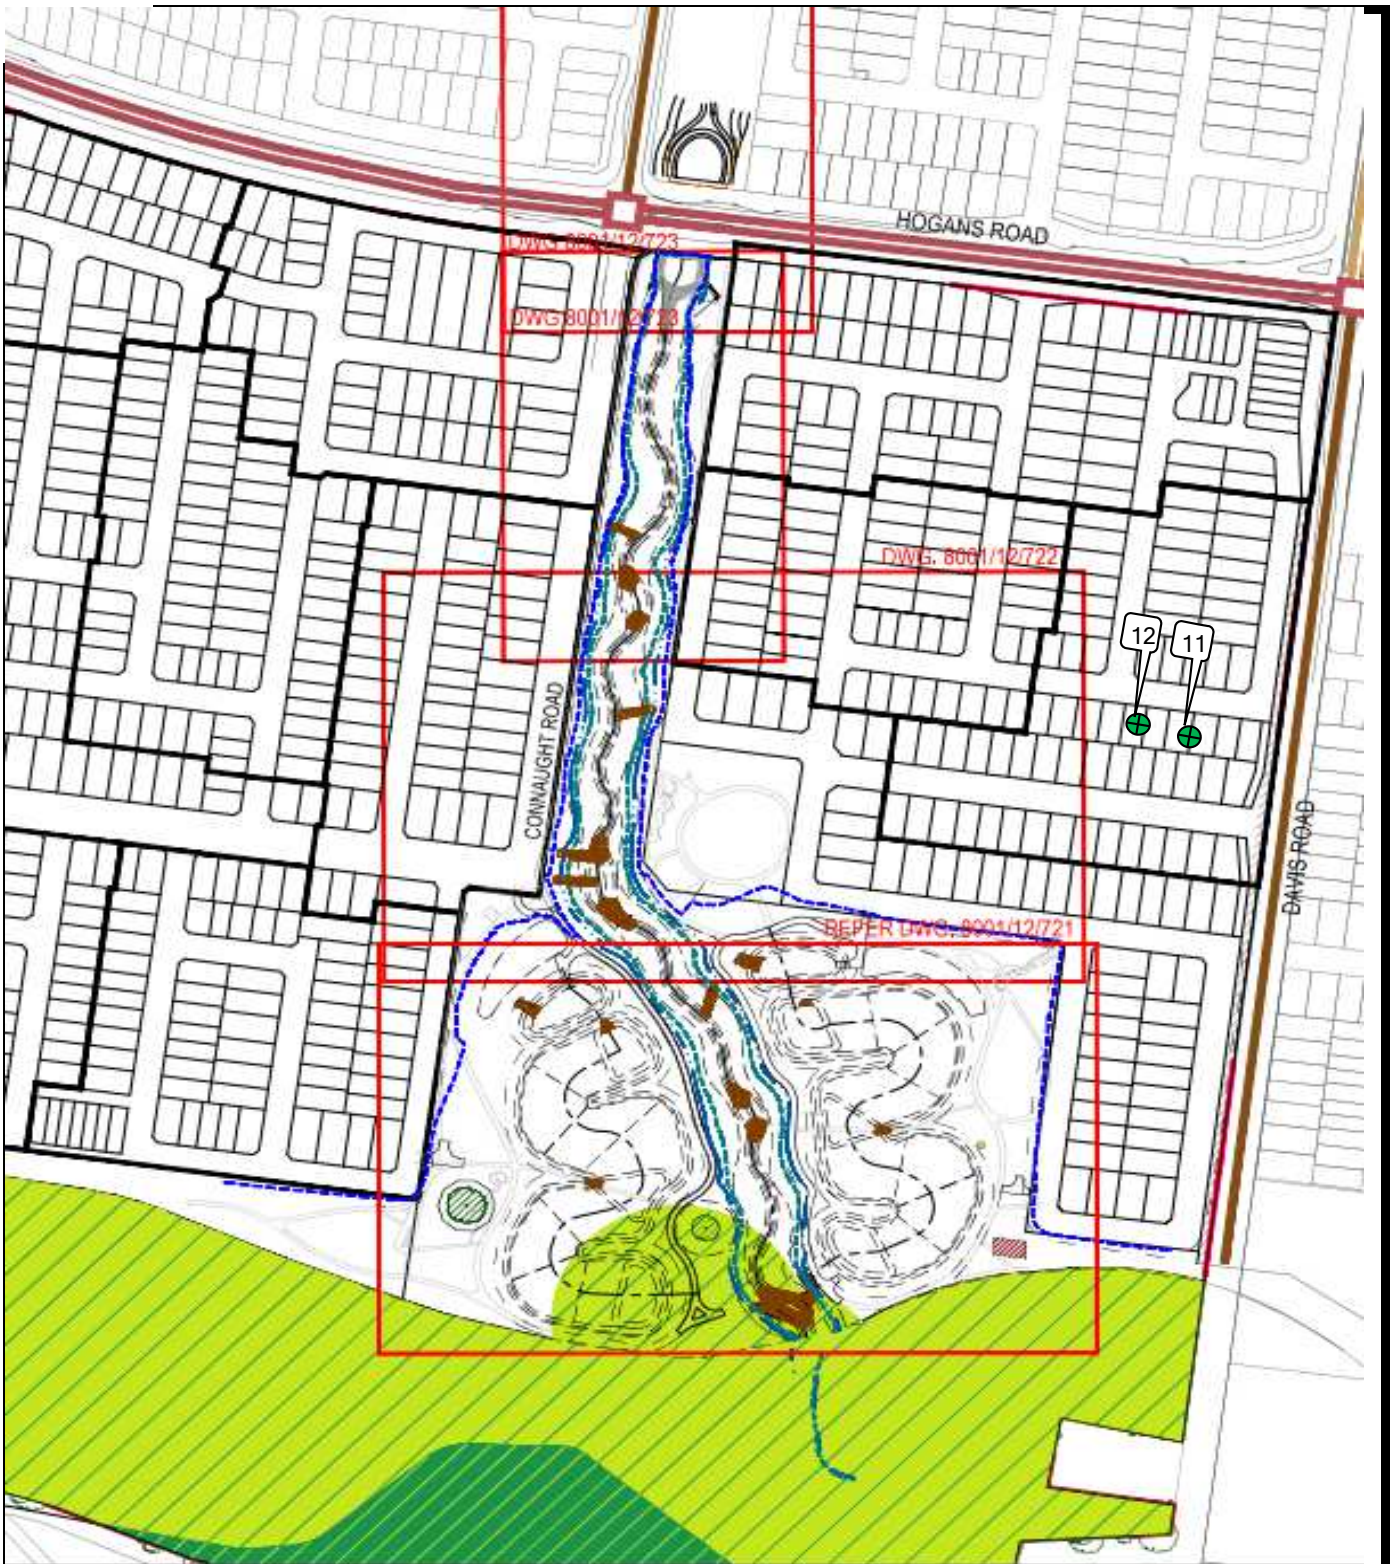 HOGANS ROAD
DWG 8001/12/723
DWG 8001/12/723
DWG. 8001/12/722
12
11
CONNAUGHT ROAD
DAVIS ROAD
REFER DWG. 8001/12/721